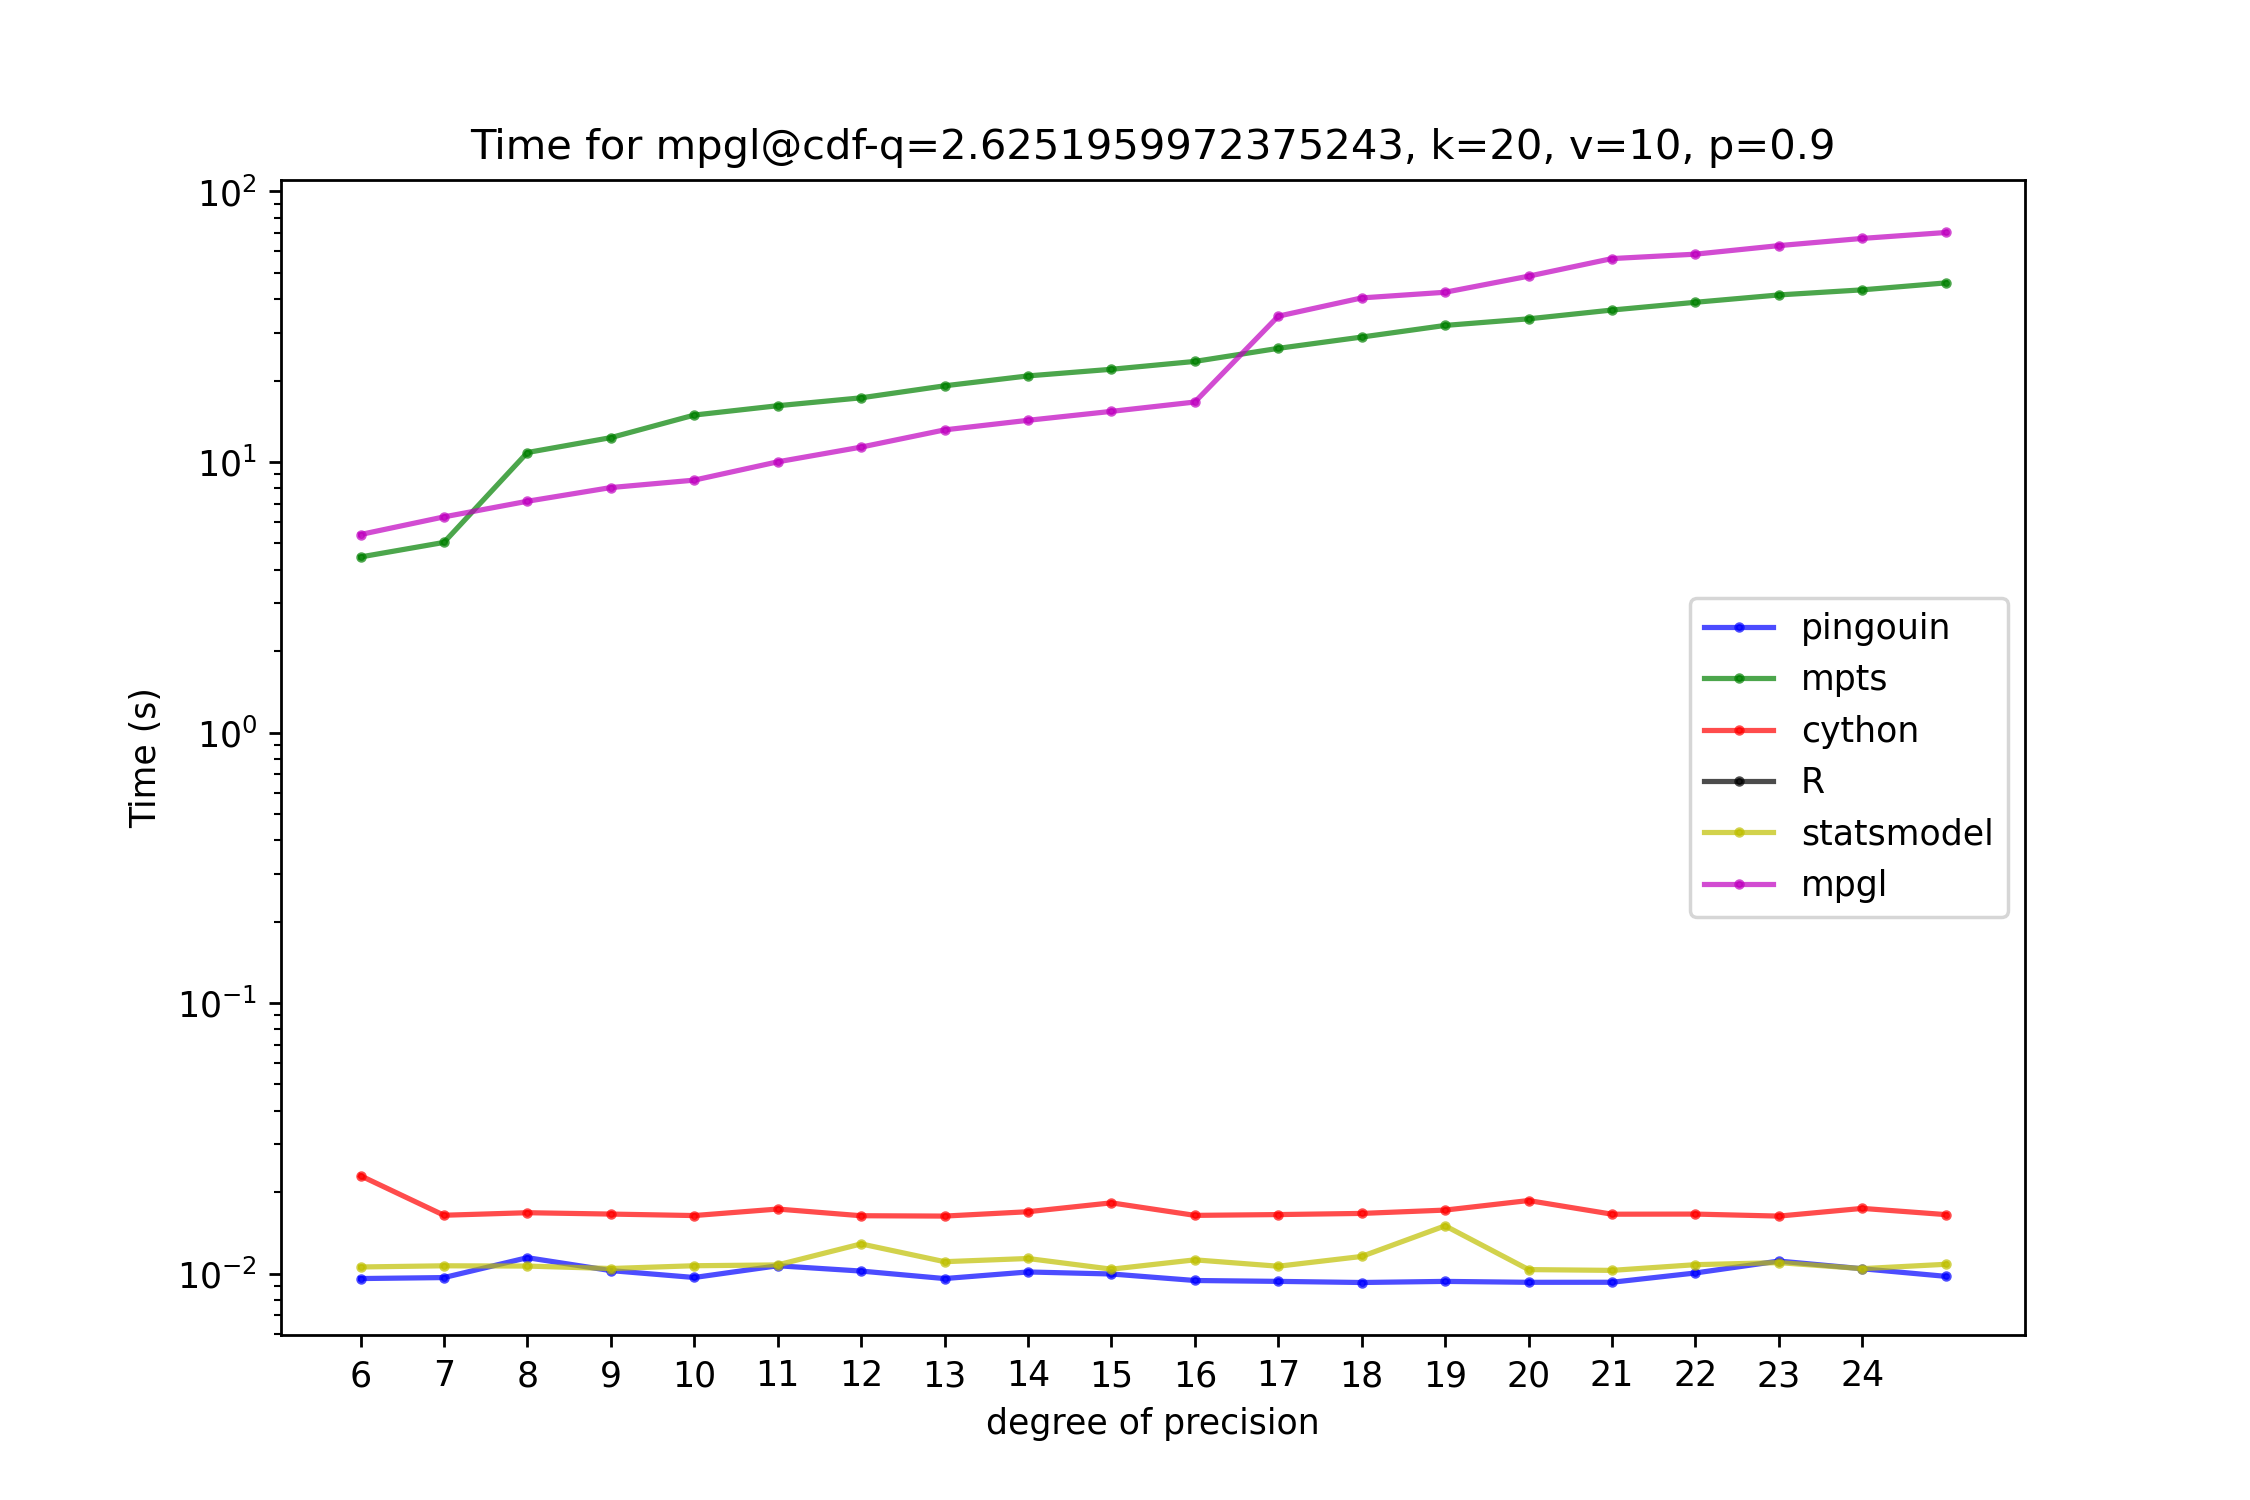 Time for mpgl@cdf-q=2.6251959972375243, k=20, v=10, p=0.9
10²
10¹
10⁰
10⁻¹
10⁻²
Time (s)
pingouin
mpts
cython
R
statsmodel
mpgl
6 7 8 9 10 11 12 13 14 15 16 17 18 19 20 21 22 23 24
degree of precision